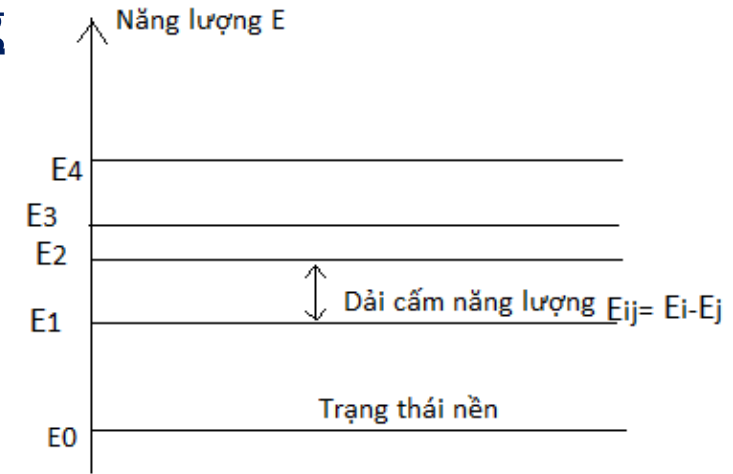 Năng lượng E
E4
E3
E2
Dải cấm năng lượng Eij= Ei-Ej
E1
Trạng thái nền
E0